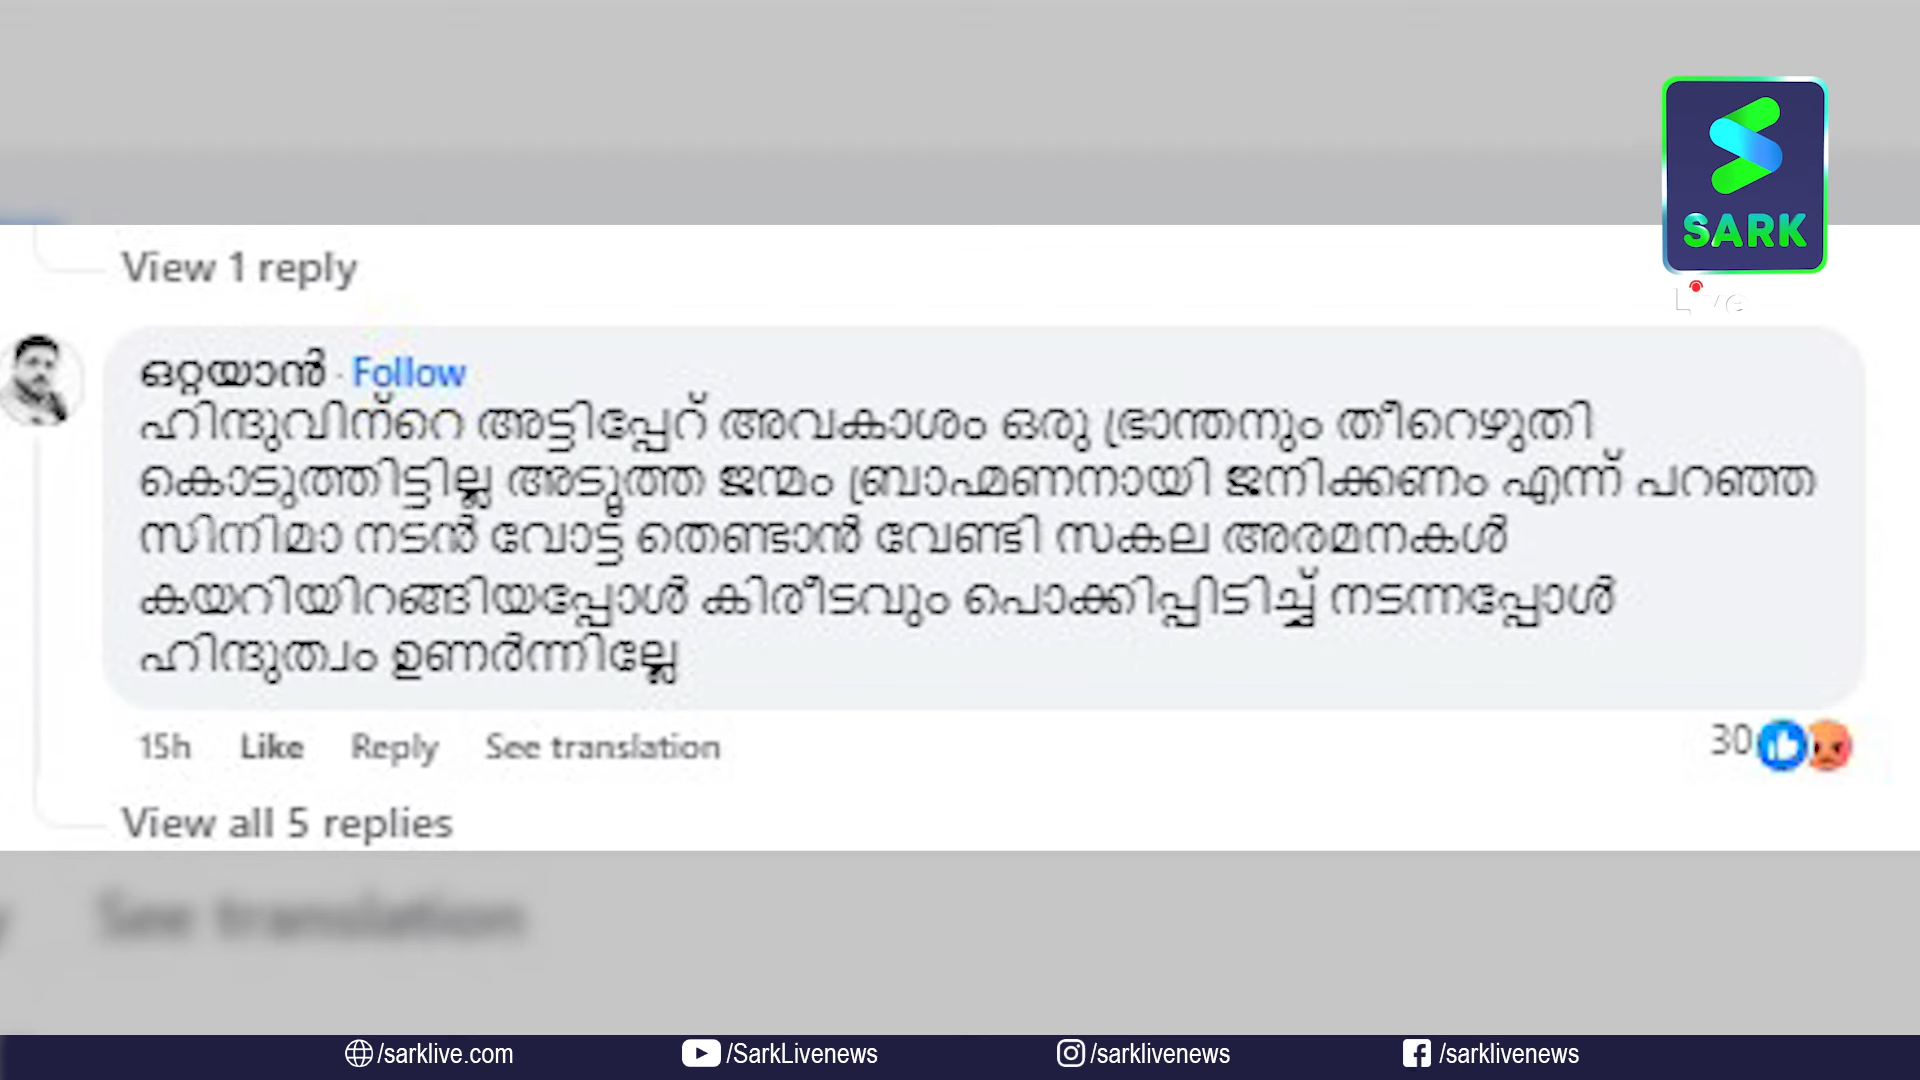 SARK
Live
View 1 reply
ഒറ്റയാൻ · Follow
ഹിന്ദുവിന്റെ അട്ടിപ്പേറ് അവകാശം ഒരു ഭ്രാന്തനും തീറെഴുതി
കൊടുത്തിട്ടില്ല അടുത്ത ജന്മം ബ്രാഹ്മണനായി ജനിക്കണം എന്ന് പറഞ്ഞ
സിനിമാ നടൻ വോട്ട് തെണ്ടാൻ വേണ്ടി സകല അരമനകൾ
കയറിയിറങ്ങിയപ്പോൾ കിരീടവും പൊക്കിപ്പിടിച്ച് നടന്നപ്പോൾ
ഹിന്ദുത്വം ഉണർന്നില്ലേ
15h Like Reply See translation 30
View all 5 replies
See translation
/sarklive.com /SarkLivenews /sarklivenews /sarklivenews